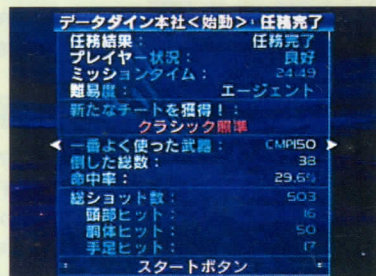 データダイン本社<始動>：任務完了
任務結果： 任務完了
プレイヤー状況： 良好
ミッションタイム： 24:49
難易度： エージェント
新たなチートを獲得！：
クラシック照準
一番よく使った武器： CMP150
倒した総数： 38
命中率： 29.6%
総ショット数： 503
頭部ヒット： 16
胴体ヒット： 50
手足ヒット： 17
スタートボタン